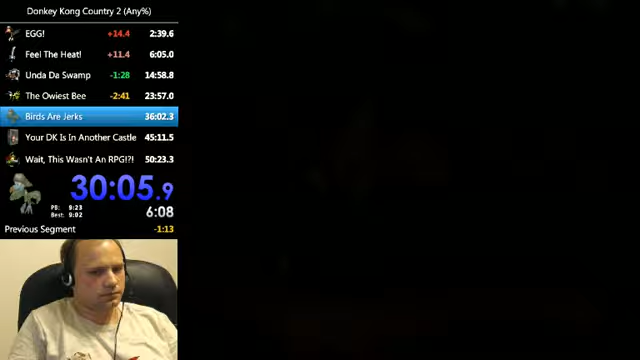 Donkey Kong Country 2 (Any%)
EGG! +14.4 2:39.6
Feel The Heat! +11.4 6:05.0
Unda Da Swamp -1:28 14:58.8
The Owiest Bee -2:41 23:57.0
Birds Are Jerks 36:02.3
Your DK Is In Another Castle 45:11.5
Wait, This Wasn't An RPG!?! 50:23.3
30:05.9
PB: 9:23
Best: 9:02
6:08
Previous Segment -1:13